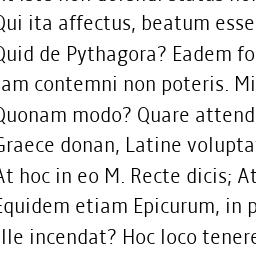 Qui ita affectus, beatum esse
Quid de Pythagora? Eadem fo
iam contemni non poteris. Mi
Quonam modo? Quare attend
Graece donan, Latine volupta
At hoc in eo M. Recte dicis; At
Equidem etiam Epicurum, in p
ille incendat? Hoc loco tenere